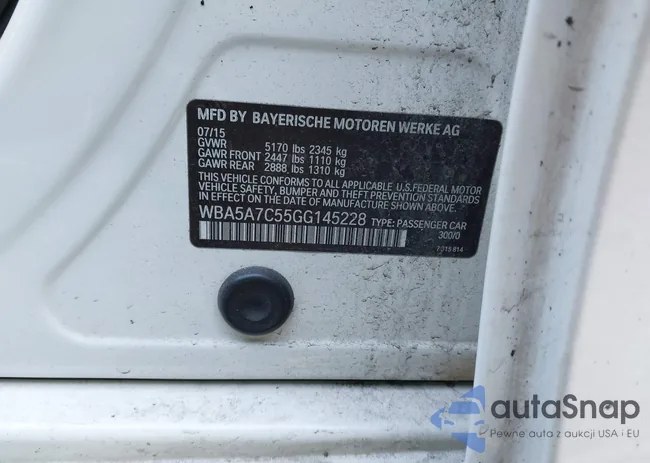 MFD BY BAYERISCHE MOTOREN WERKE AG
07/15
GVWR 5170 lbs 2345 kg
GAWR FRONT 2447 lbs 1110 kg
GAWR REAR 2888 lbs 1310 kg
THIS VEHICLE CONFORMS TO ALL APPLICABLE U.S.FEDERAL MOTOR
VEHICLE SAFETY, BUMPER AND THEFT PREVENTION STANDARDS
IN EFFECT ON THE DATE OF MANUFACTURE SHOWN ABOVE.
WBA5A7C55GG145228 TYPE: PASSENGER CAR
300/0
7015814
autaSnap
Pewne auta z aukcji USA i EU